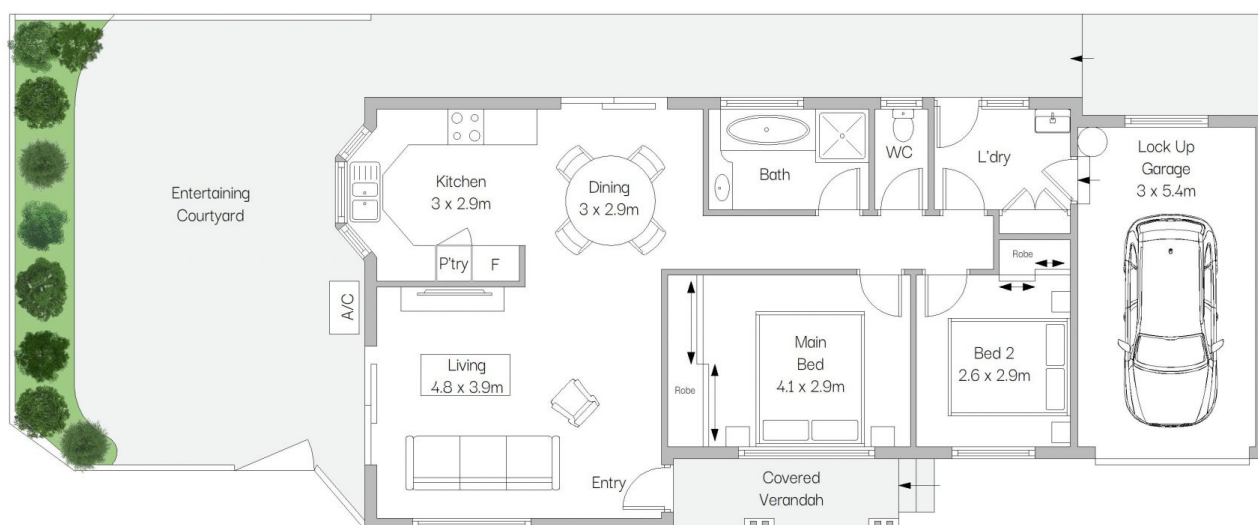 Entertaining
Courtyard
A/C
Kitchen
3 x 2.9m
P'try
F
Dining
3 x 2.9m
Living
4.8 x 3.9m
Entry
Bath
WC
L'dry
Robe
Main
Bed
4.1 x 2.9m
Robe
Bed 2
2.6 x 2.9m
Covered
Verandah
Lock Up
Garage
3 x 5.4m